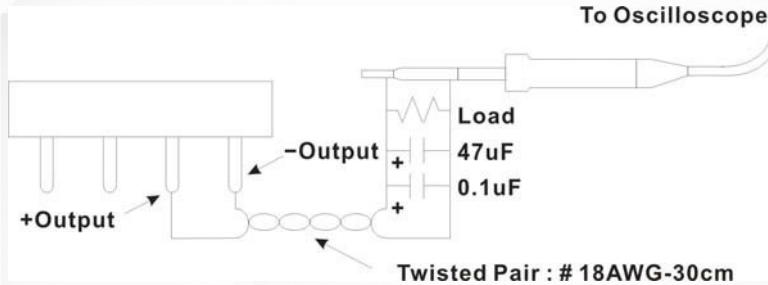 To Oscilloscope
Load
−Output
47uF
+
0.1uF
+
+Output
Twisted Pair : # 18AWG-30cm